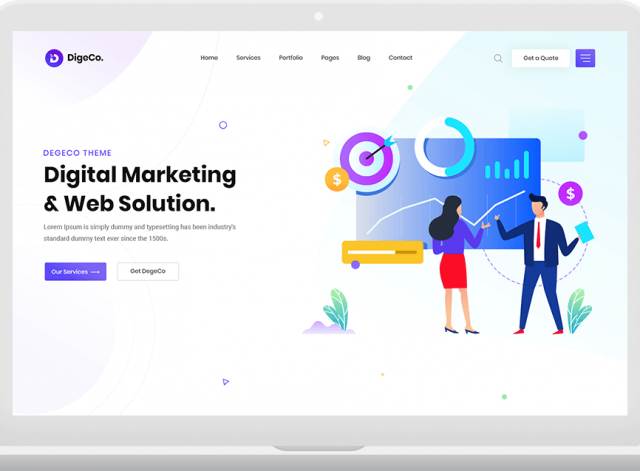 DigeCo.
Home Services Portfolio Pages Blog Contact
Get a Quote
DEGECO THEME
Digital Marketing
& Web Solution.
Lorem Ipsum is simply dummy and typesetting has been industry's
standard dummy text ever since the 1500s.
Our Services ⟶
Get DegeCo
$
$